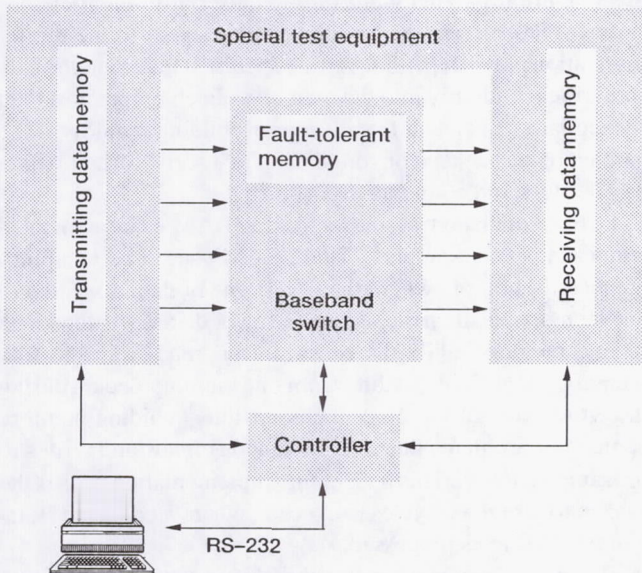 Special test equipment
Transmitting data memory
Fault-tolerant
memory
Baseband
switch
Receiving data memory
Controller
RS–232